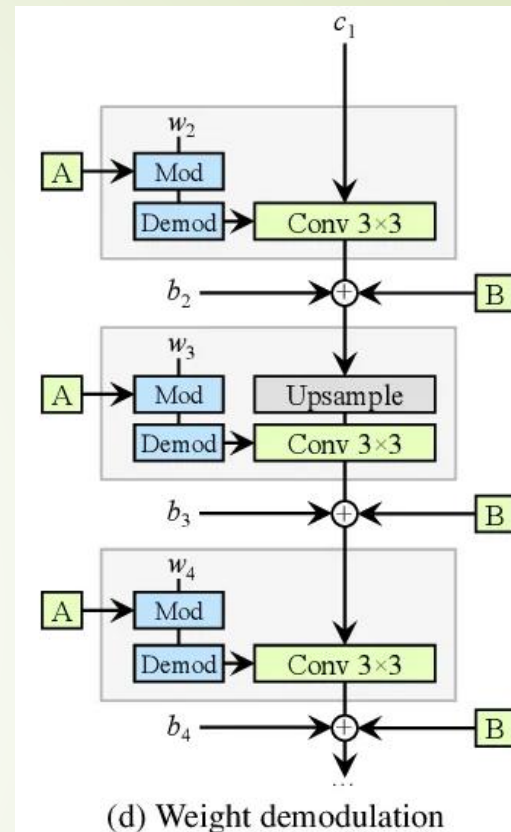 c₁
w₂
A
Mod
Demod
Conv 3×3
b₂
+
B
w₃
A
Mod
Upsample
Demod
Conv 3×3
b₃
+
B
w₄
A
Mod
Demod
Conv 3×3
b₄
+
B
...
(d) Weight demodulation